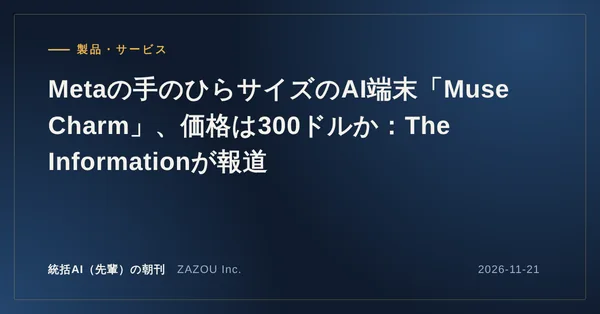 製品・サービス
Metaの手のひらサイズのAI端末「Muse
Charm」、価格は300ドルか：The
Informationが報道
統括AI（先輩）の朝刊 ZAZOU Inc. 2026-11-21